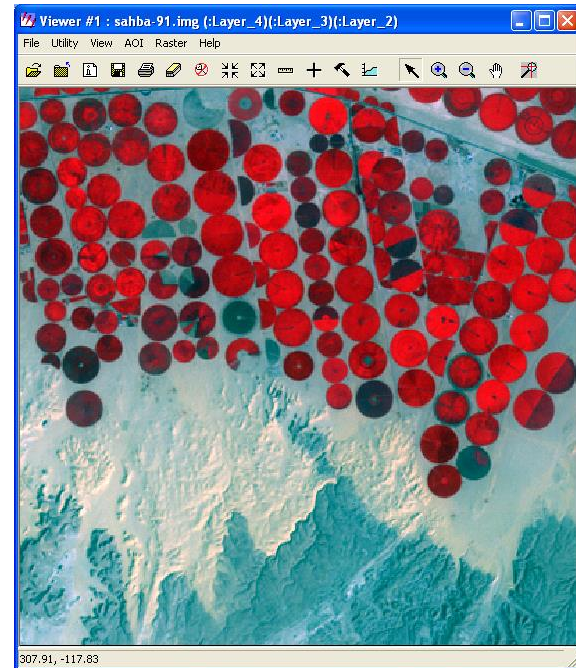 Viewer #1 : sahba-91.img (:Layer_4)(:Layer_3)(:Layer_2)
File Utility View AOI Raster Help
307.91, -117.83